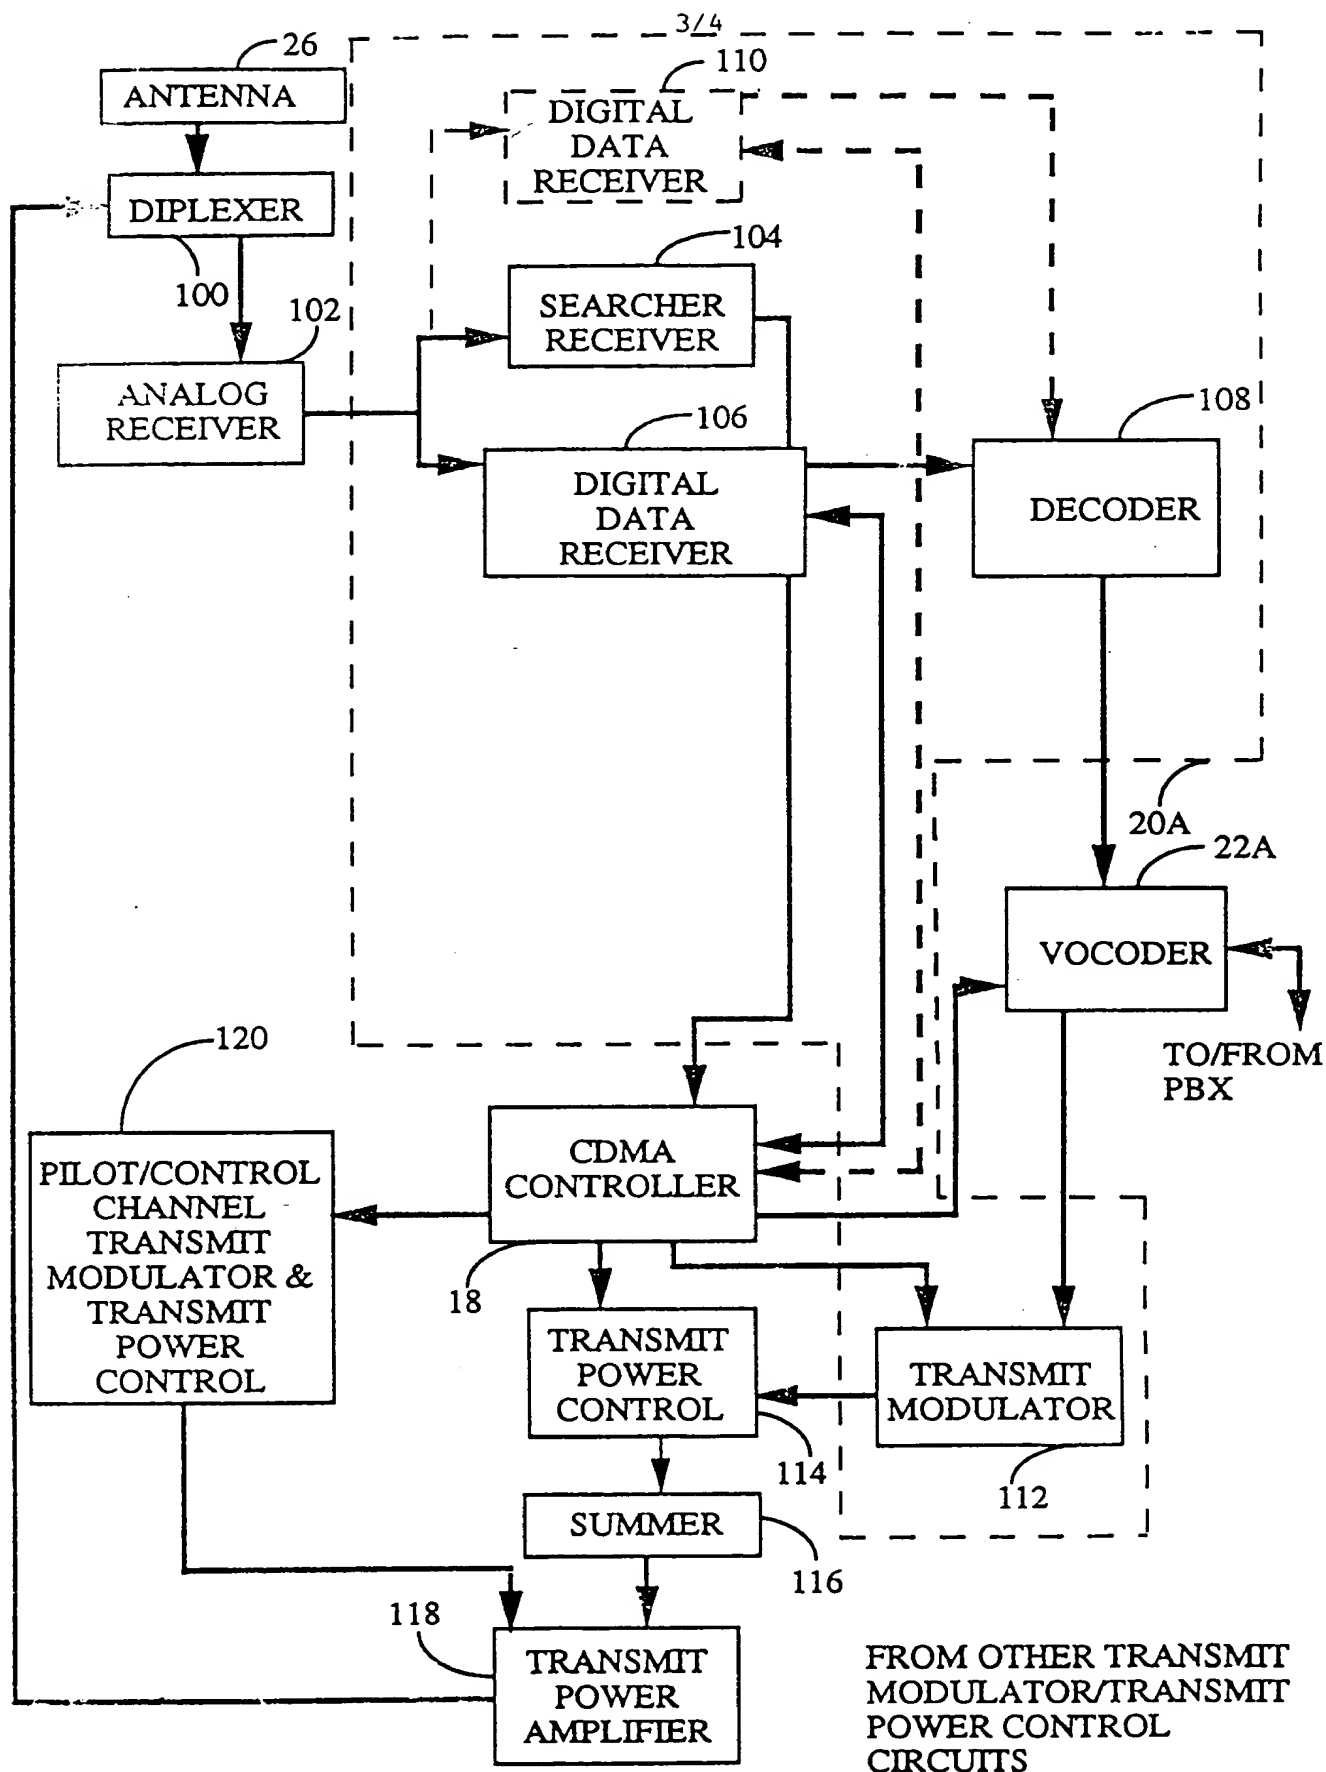 3/4
26
ANTENNA
110
DIGITAL
DATA
RECEIVER
DIPLEXER
100
104
SEARCHER
RECEIVER
102
ANALOG
RECEIVER
106
DIGITAL
DATA
RECEIVER
108
DECODER
20A
22A
VOCODER
TO/FROM
PBX
120
PILOT/CONTROL
CHANNEL
TRANSMIT
MODULATOR &
TRANSMIT
POWER
CONTROL
CDMA
CONTROLLER
18
TRANSMIT
POWER
CONTROL
114
TRANSMIT
MODULATOR
112
SUMMER
116
118
TRANSMIT
POWER
AMPLIFIER
FROM OTHER TRANSMIT
MODULATOR/TRANSMIT
POWER CONTROL
CIRCUITS